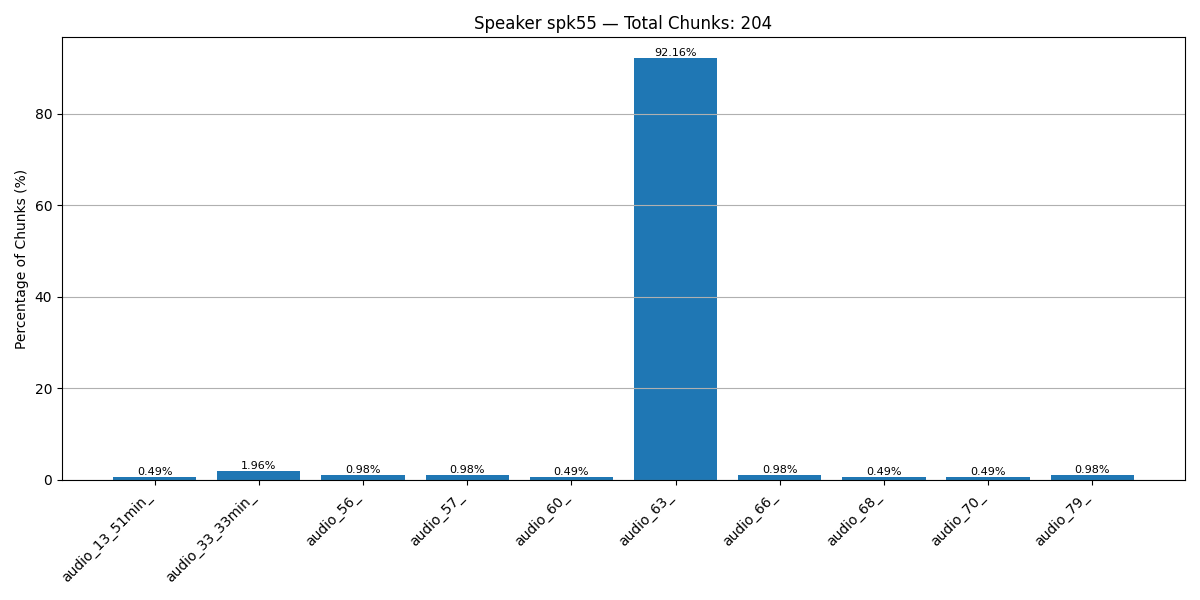 Speaker spk55 — Total Chunks: 204
Percentage of Chunks (%)
80
60
40
20
0
0.49%
1.96%
0.98%
0.98%
0.49%
92.16%
0.98%
0.49%
0.49%
0.98%
audio_13_51min_
audio_33_33min_
audio_56_
audio_57_
audio_60_
audio_63_
audio_66_
audio_68_
audio_70_
audio_79_